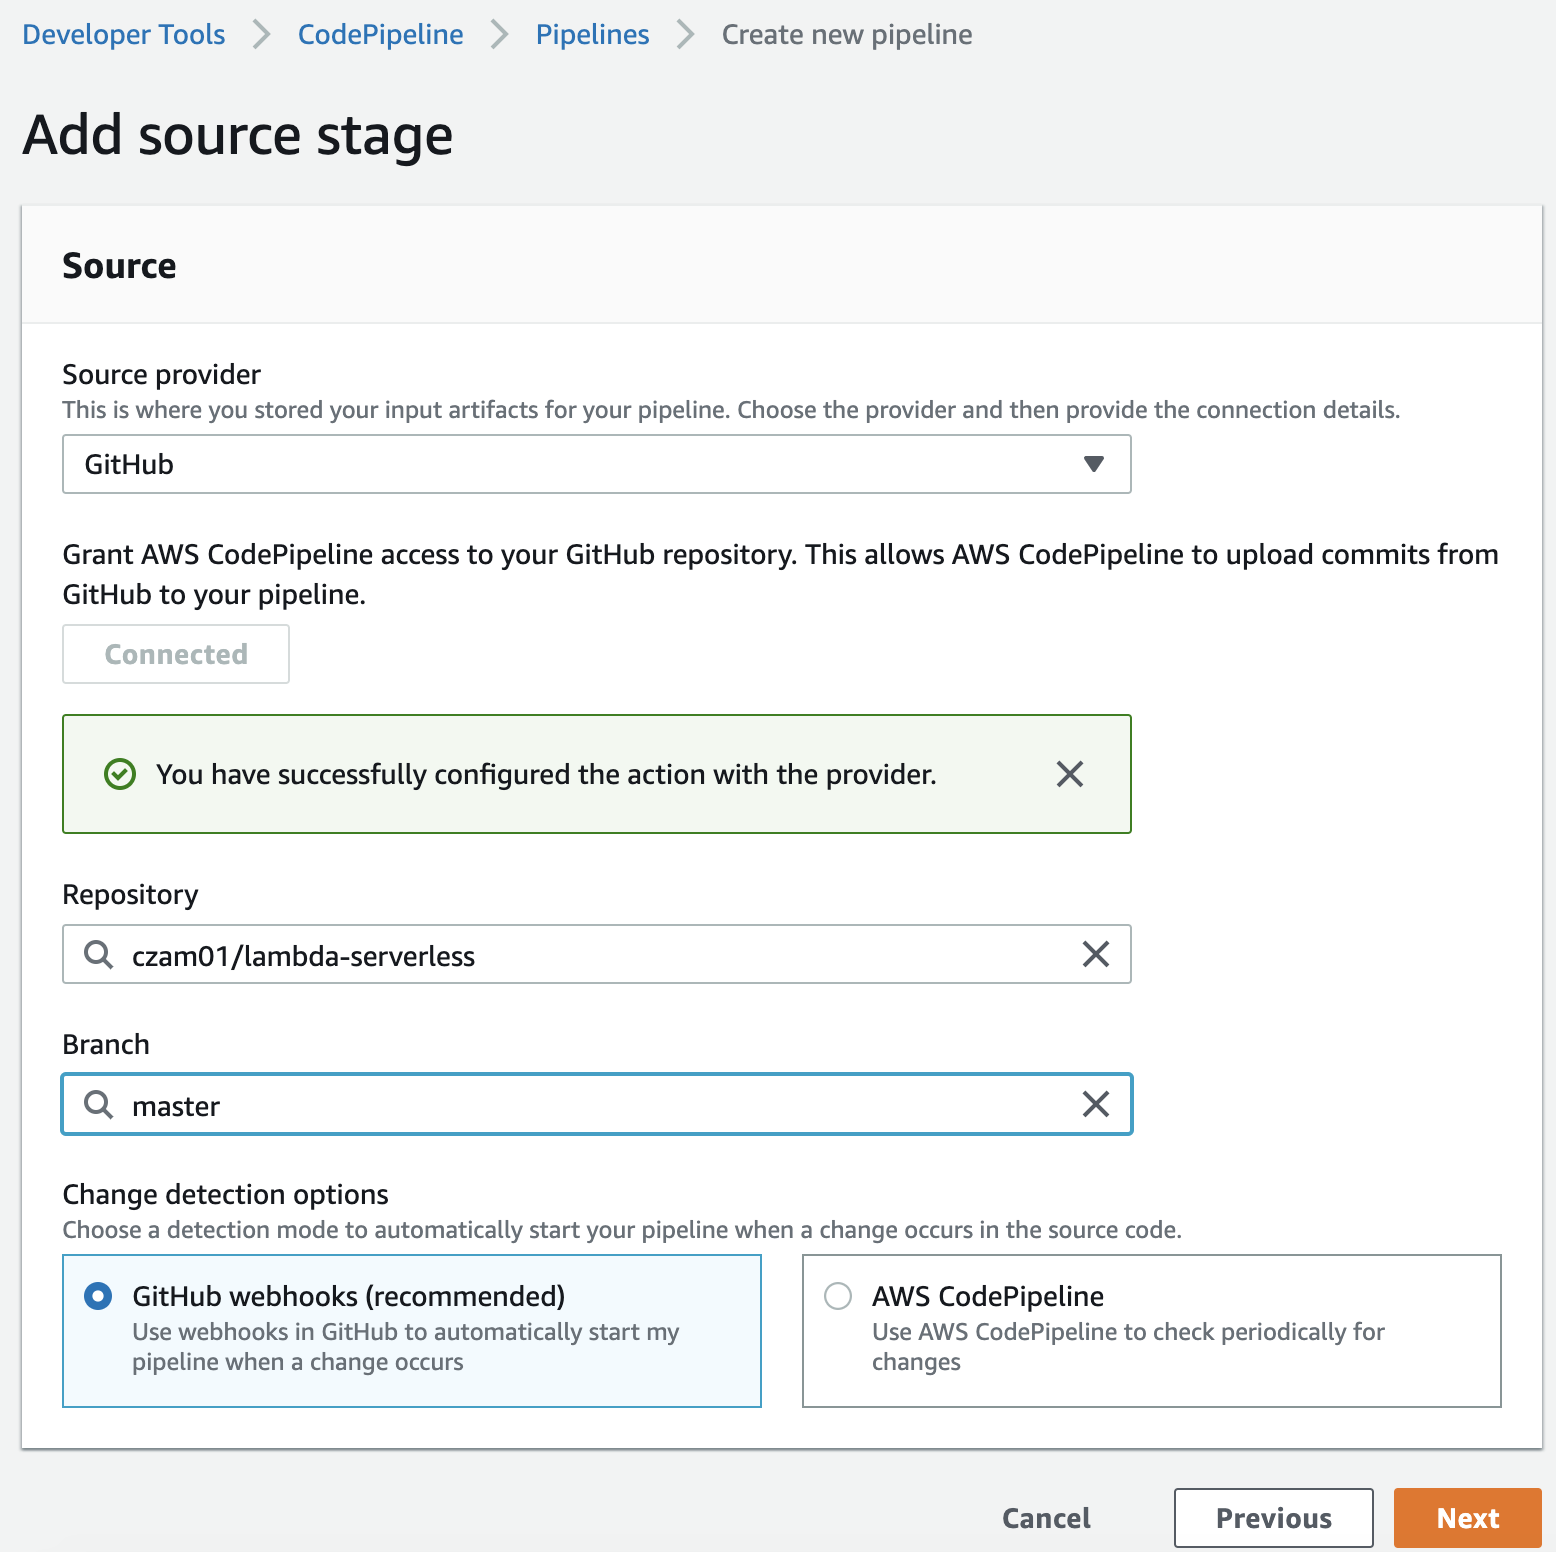 Developer Tools > CodePipeline > Pipelines > Create new pipeline
Add source stage
Source
Source provider
This is where you stored your input artifacts for your pipeline. Choose the provider and then provide the connection details.
GitHub
Grant AWS CodePipeline access to your GitHub repository. This allows AWS CodePipeline to upload commits from
GitHub to your pipeline.
Connected
You have successfully configured the action with the provider.
Repository
czam01/lambda-serverless
Branch
master
Change detection options
Choose a detection mode to automatically start your pipeline when a change occurs in the source code.
GitHub webhooks (recommended)
Use webhooks in GitHub to automatically start my
pipeline when a change occurs
AWS CodePipeline
Use AWS CodePipeline to check periodically for
changes
Cancel
Previous
Next